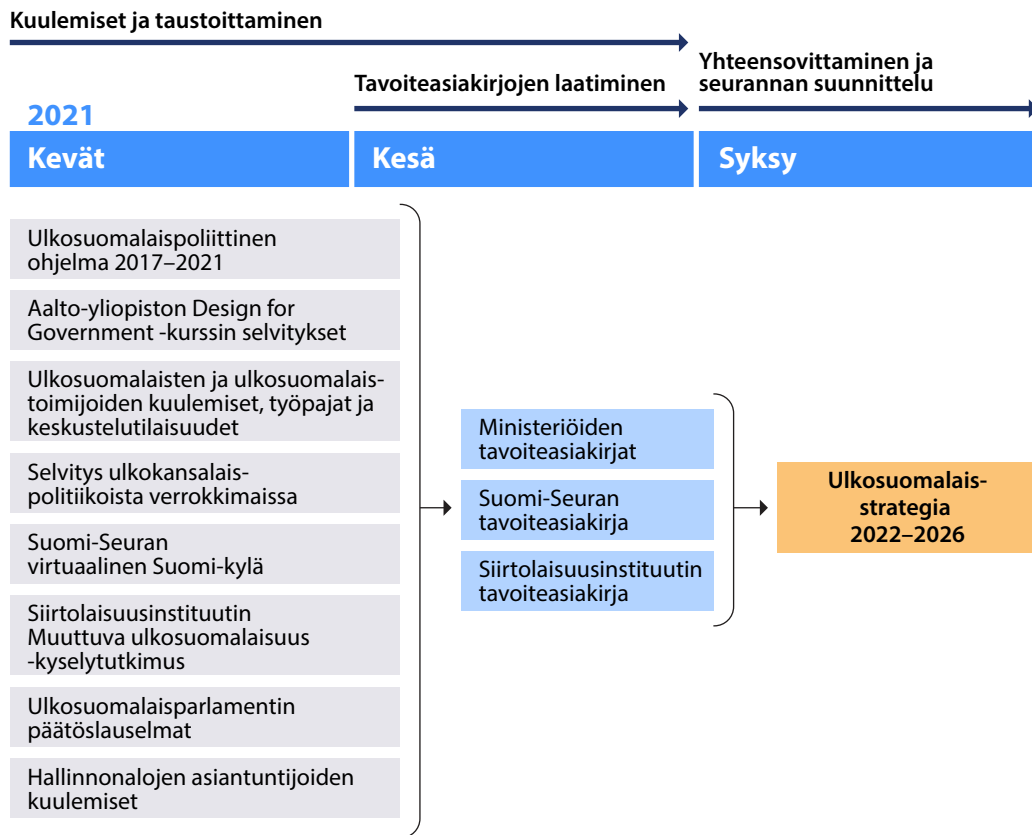 Kuulemiset ja taustoittaminen
Tavoiteasiakirjojen laatiminen
Yhteensovittaminen ja
seurannan suunnittelu
2021
Kevät
Kesä
Syksy
Ulkosuomalaispoliittinen
ohjelma 2017–2021
Aalto-yliopiston Design for
Government -kurssin selvitykset
Ulkosuomalaisten ja ulkosuomalais-
toimijoiden kuulemiset, työpajat ja
keskustelutilaisuudet
Selvitys ulkokansalais-
politiikoista verrokkimaissa
Suomi-Seuran
virtuaalinen Suomi-kylä
Siirtolaisuusinstituutin
Muuttuva ulkosuomalaisuus
-kyselytutkimus
Ulkosuomalaisparlamentin
päätöslauselmat
Hallinnonalojen asiantuntijoiden
kuulemiset
Ministeriöiden
tavoiteasiakirjat
Suomi-Seuran
tavoiteasiakirja
Siirtolaisuusinstituutin
tavoiteasiakirja
Ulkosuomalais-
strategia
2022–2026